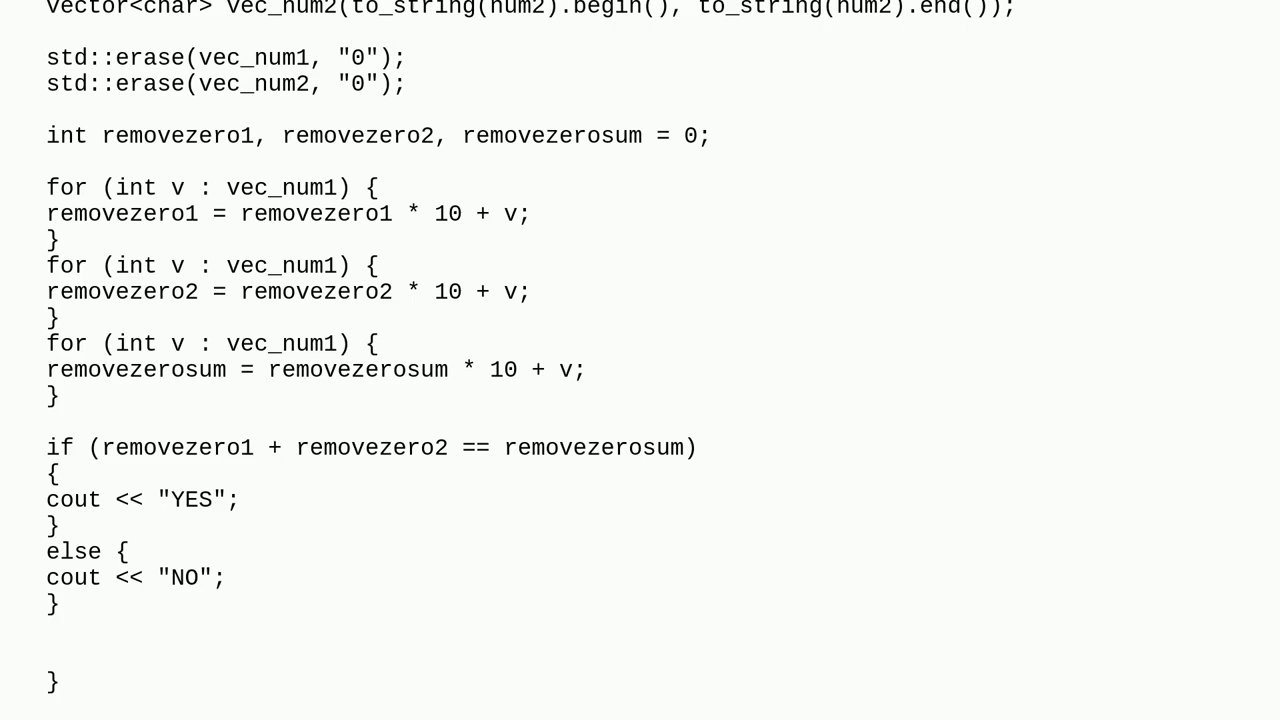 vector<char> vec_num2(to_string(num2).begin(), to_string(num2).end());
std::erase(vec_num1, "0");
std::erase(vec_num2, "0");
int removezero1, removezero2, removezerosum = 0;
for (int v : vec_num1) {
removezero1 = removezero1 * 10 + v;
}
for (int v : vec_num1) {
removezero2 = removezero2 * 10 + v;
}
for (int v : vec_num1) {
removezerosum = removezerosum * 10 + v;
}
if (removezero1 + removezero2 == removezerosum)
{
cout << "YES";
}
else {
cout << "NO";
}
}